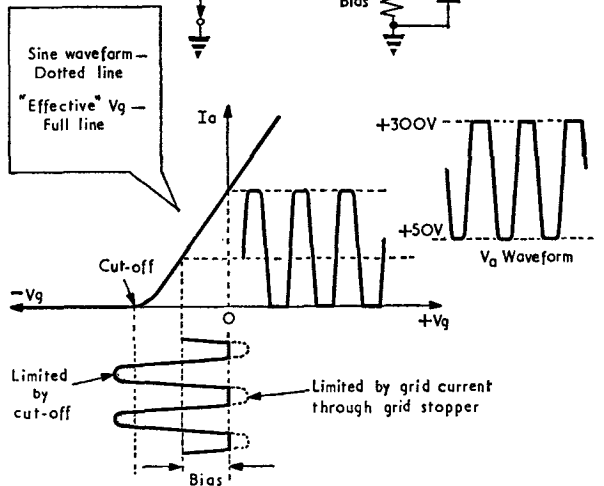 Bias
Sine waveform—
Dotted line
"Effective" Vg —
Full line
Ia
+300V
+50V
Va Waveform
Cut-off
−Vg
O
+Vg
Limited
by
cut-off
Limited by grid current
through grid stopper
Bias